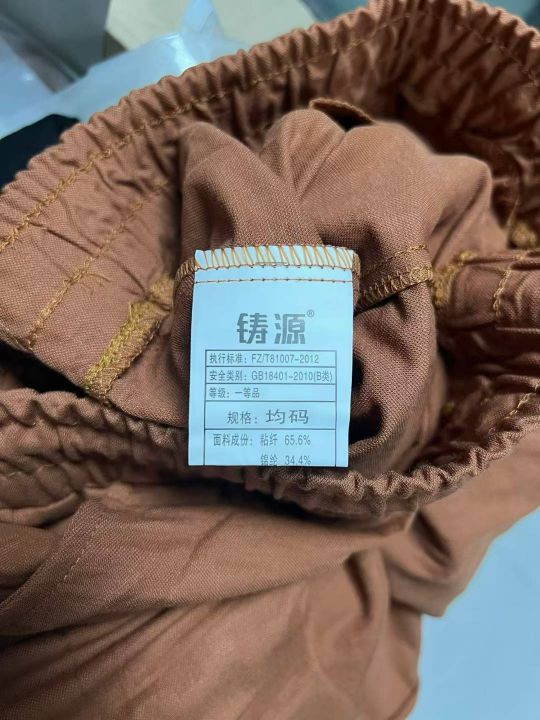 铸源®
执行标准：FZ/T81007-2012
安全类别：GB18401-2010(B类)
等级：一等品
规格：均码
面料成份：粘纤 65.6%
锦纶 34.4%